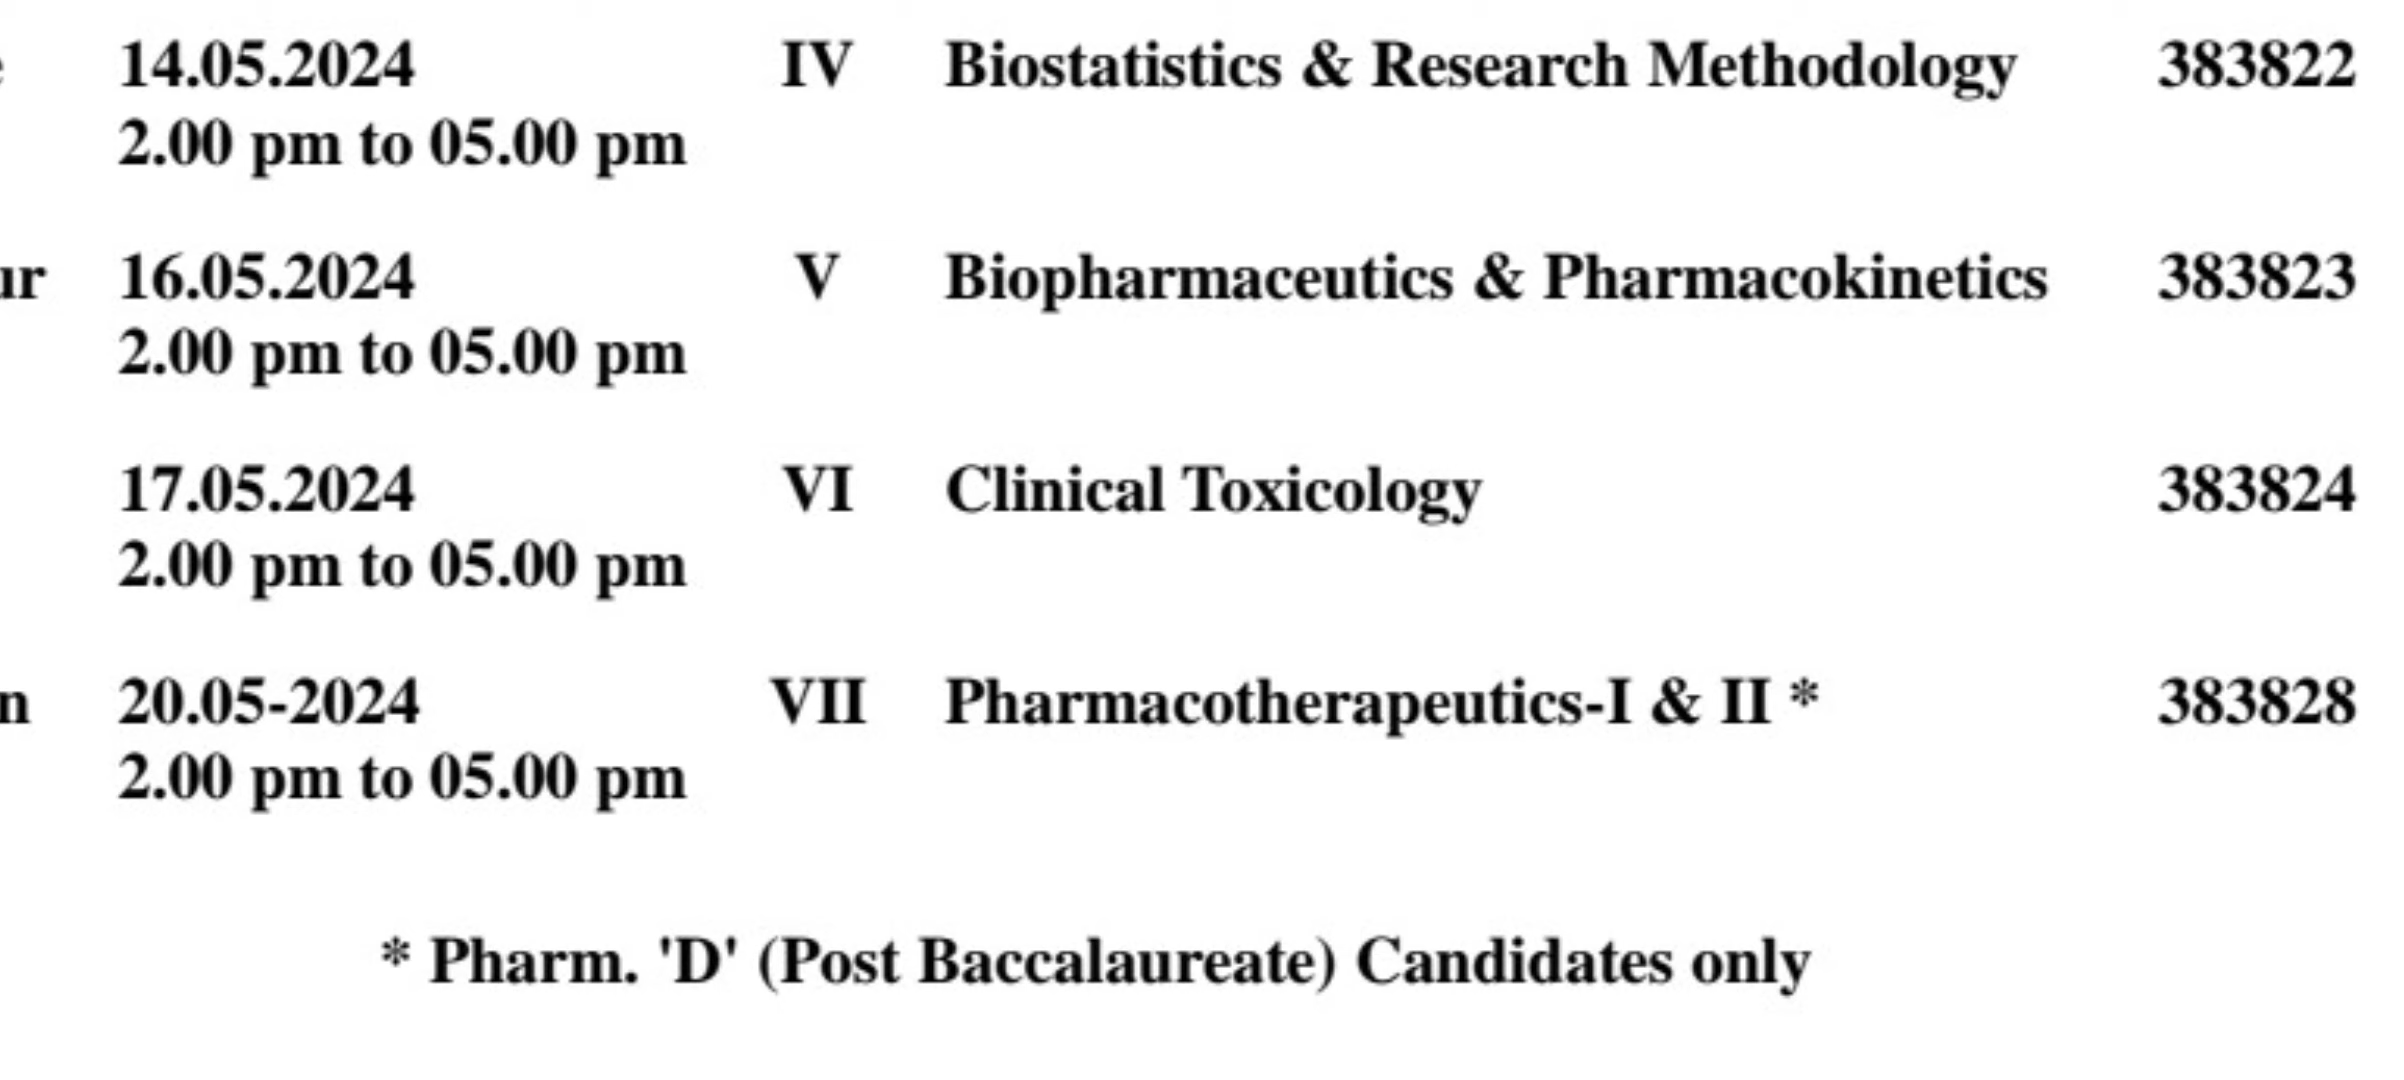 14.05.2024 IV Biostatistics & Research Methodology 383822
2.00 pm to 05.00 pm
16.05.2024 V Biopharmaceutics & Pharmacokinetics 383823
2.00 pm to 05.00 pm
17.05.2024 VI Clinical Toxicology 383824
2.00 pm to 05.00 pm
20.05-2024 VII Pharmacotherapeutics-I & II * 383828
2.00 pm to 05.00 pm
* Pharm. 'D' (Post Baccalaureate) Candidates only